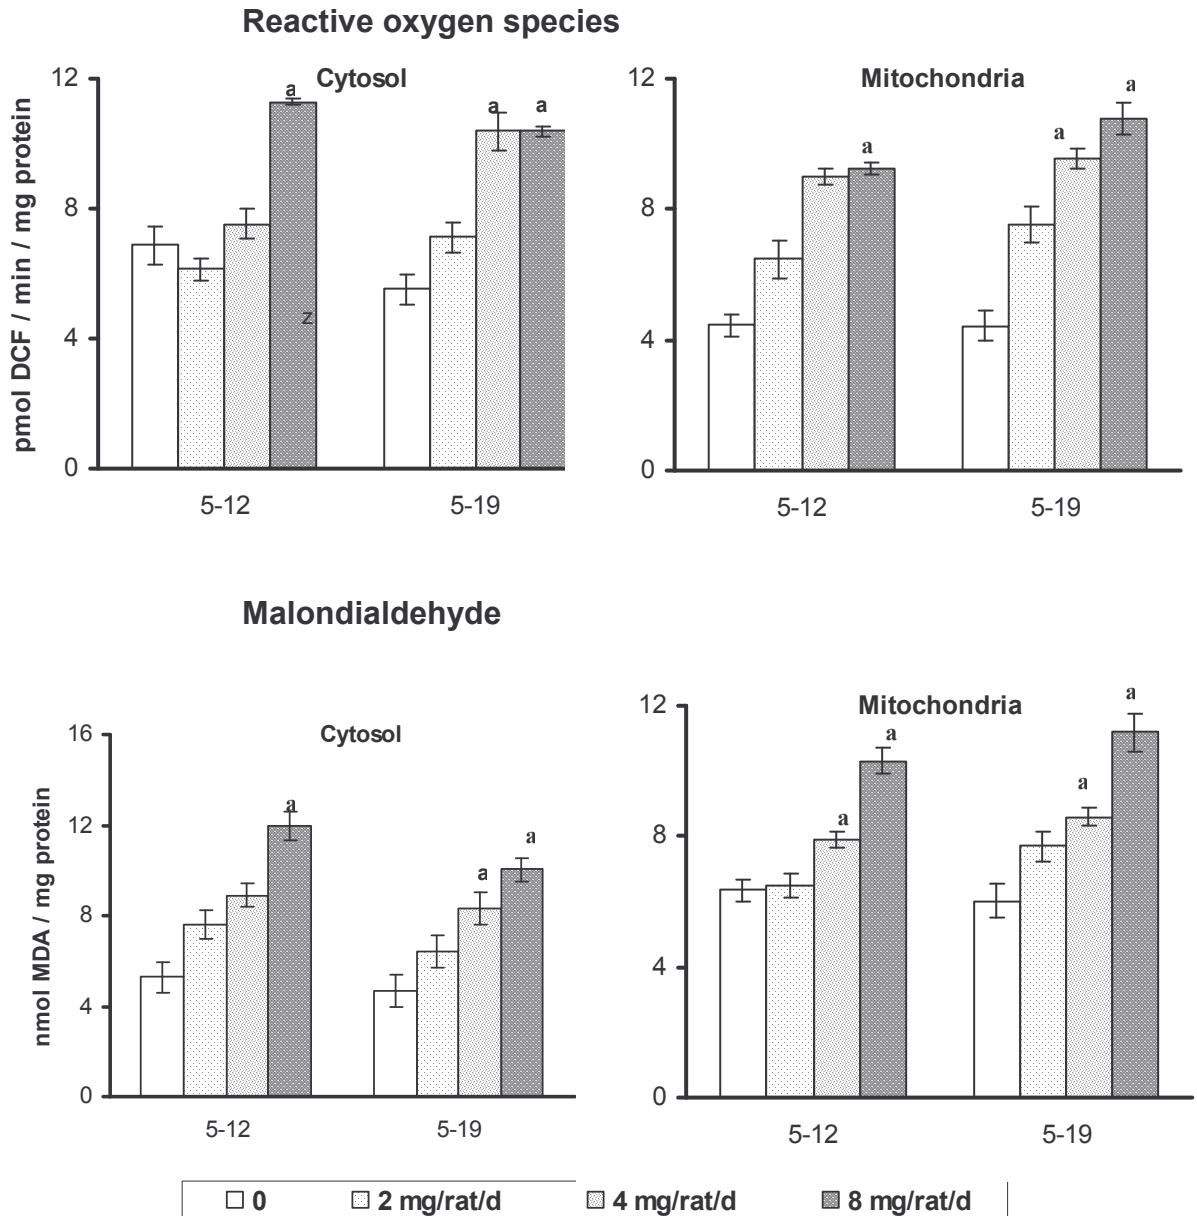 Reactive oxygen species
pmol DCF / min / mg protein
Cytosol
12
8
4
0
a
a
a
z
5-12
5-19
Mitochondria
12
8
4
0
a
a
a
5-12
5-19
Malondialdehyde
nmol MDA / mg protein
Cytosol
16
12
8
4
0
a
a
a
5-12
5-19
Mitochondria
12
8
4
0
a
a
a
a
5-12
5-19
0 2 mg/rat/d 4 mg/rat/d 8 mg/rat/d